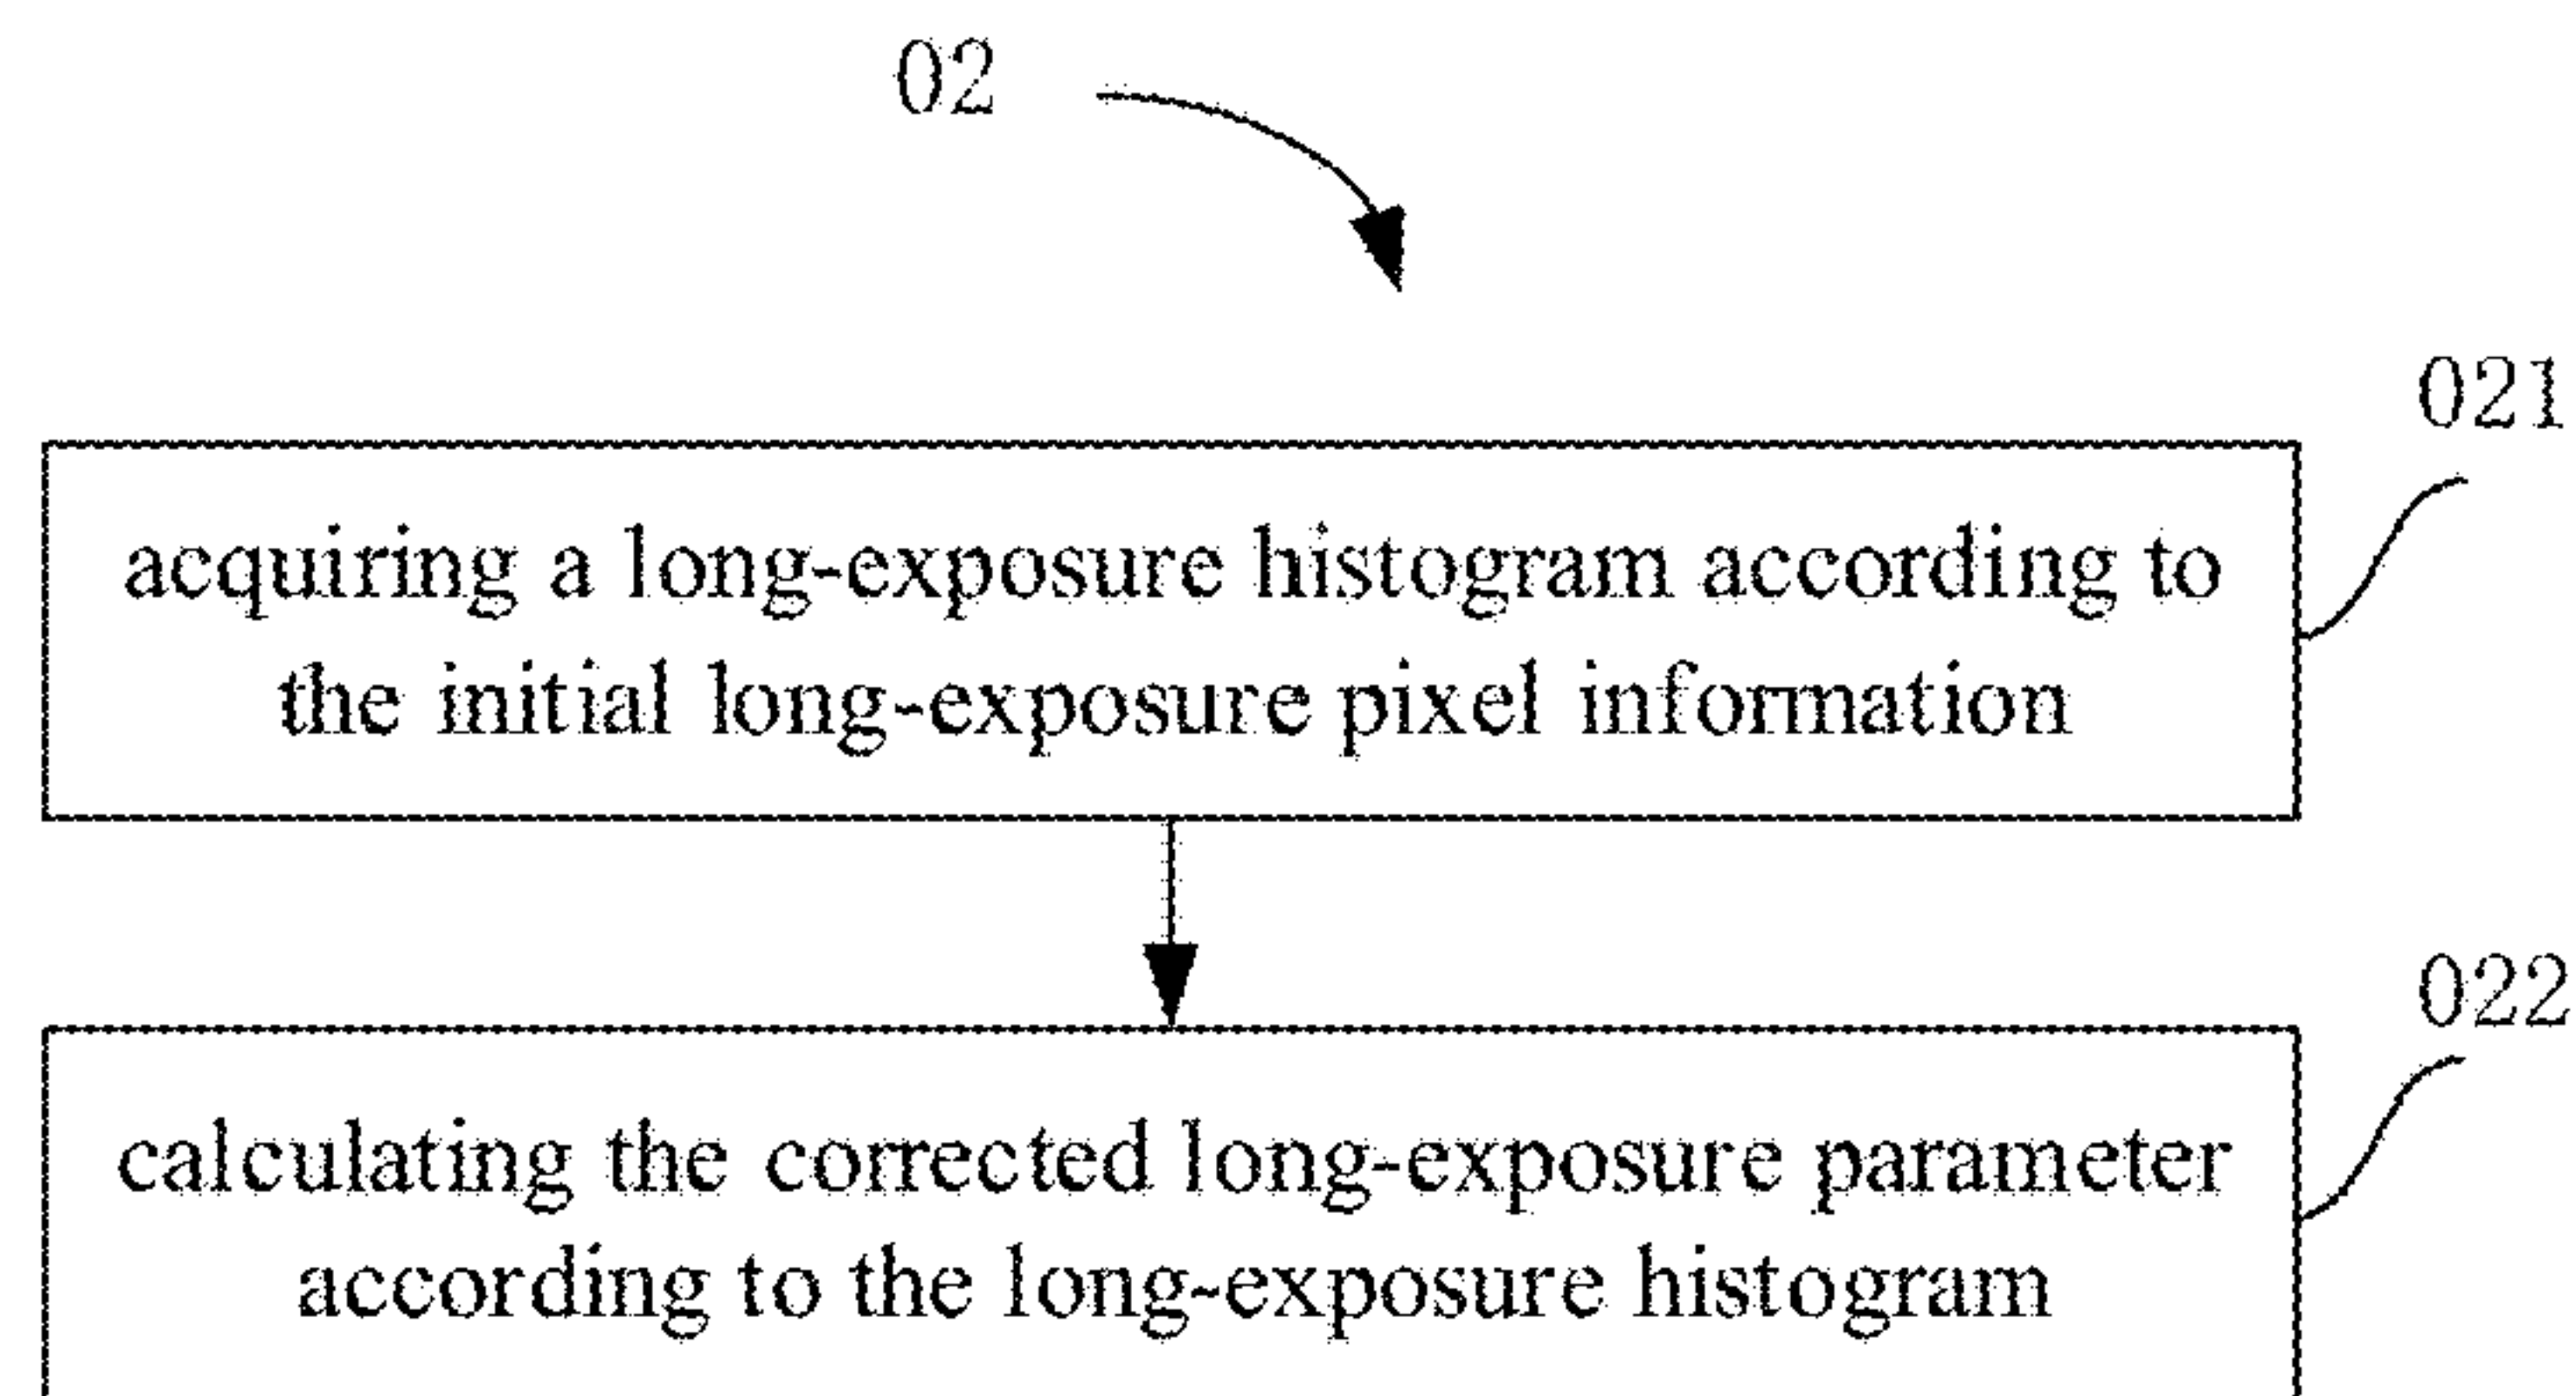 02
021
acquiring a long-exposure histogram according to
the initial long-exposure pixel information
022
calculating the corrected long-exposure parameter
according to the long-exposure histogram